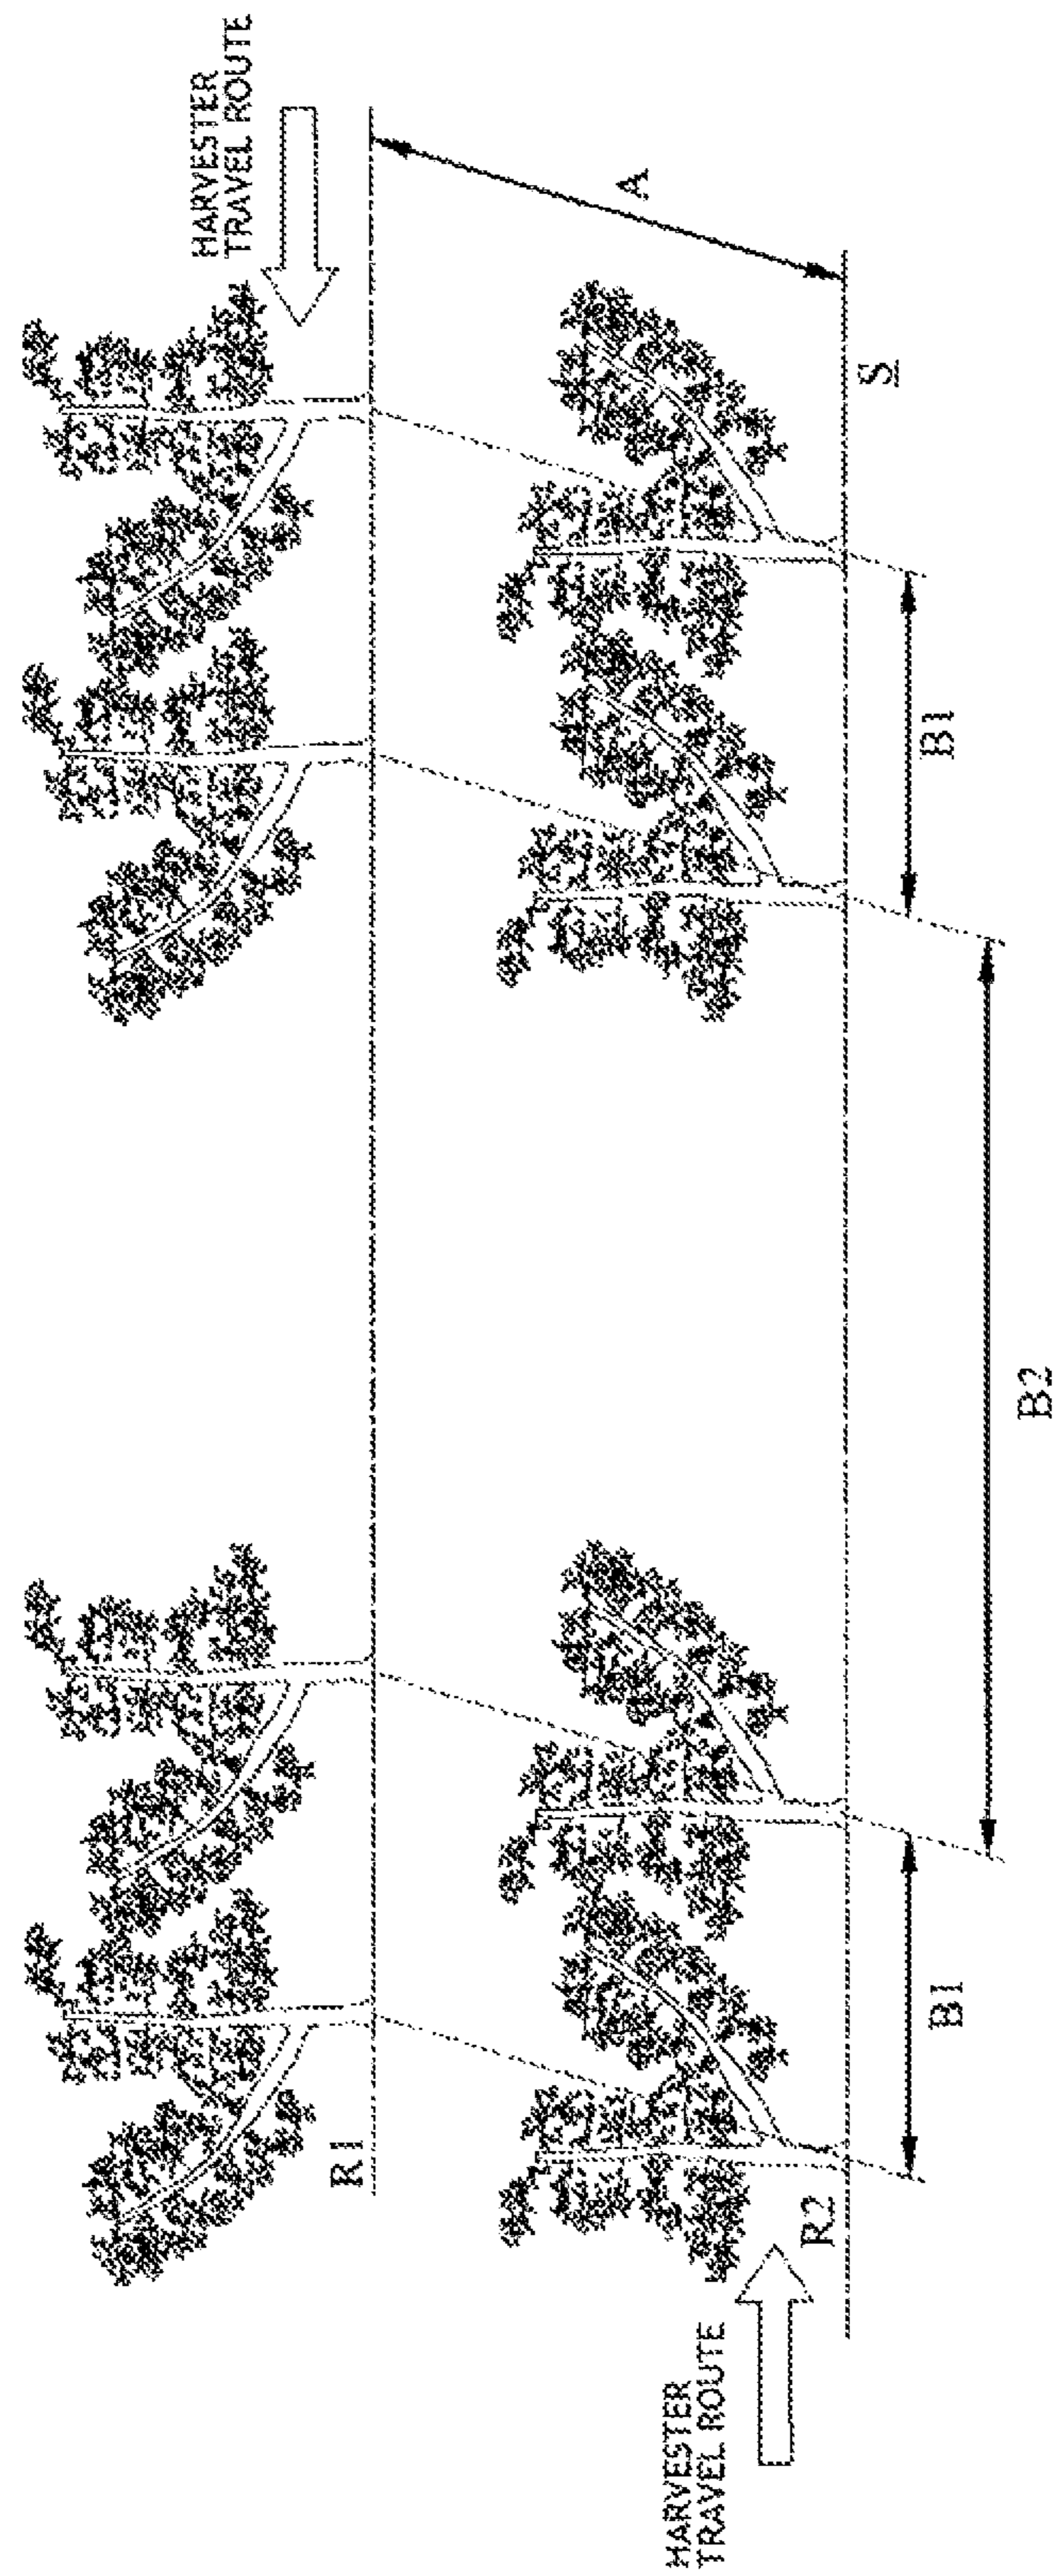 HARVESTER
TRAVEL ROUTE
A
R1
S
B1
B2
B1
R2
HARVESTER
TRAVEL ROUTE